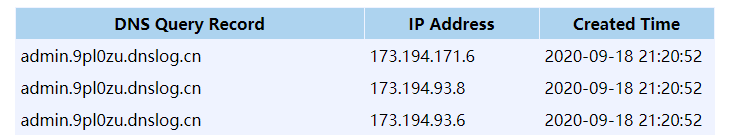 DNS Query Record IP Address Created Time
admin.9pl0zu.dnslog.cn 173.194.171.6 2020-09-18 21:20:52
admin.9pl0zu.dnslog.cn 173.194.93.8 2020-09-18 21:20:52
admin.9pl0zu.dnslog.cn 173.194.93.6 2020-09-18 21:20:52